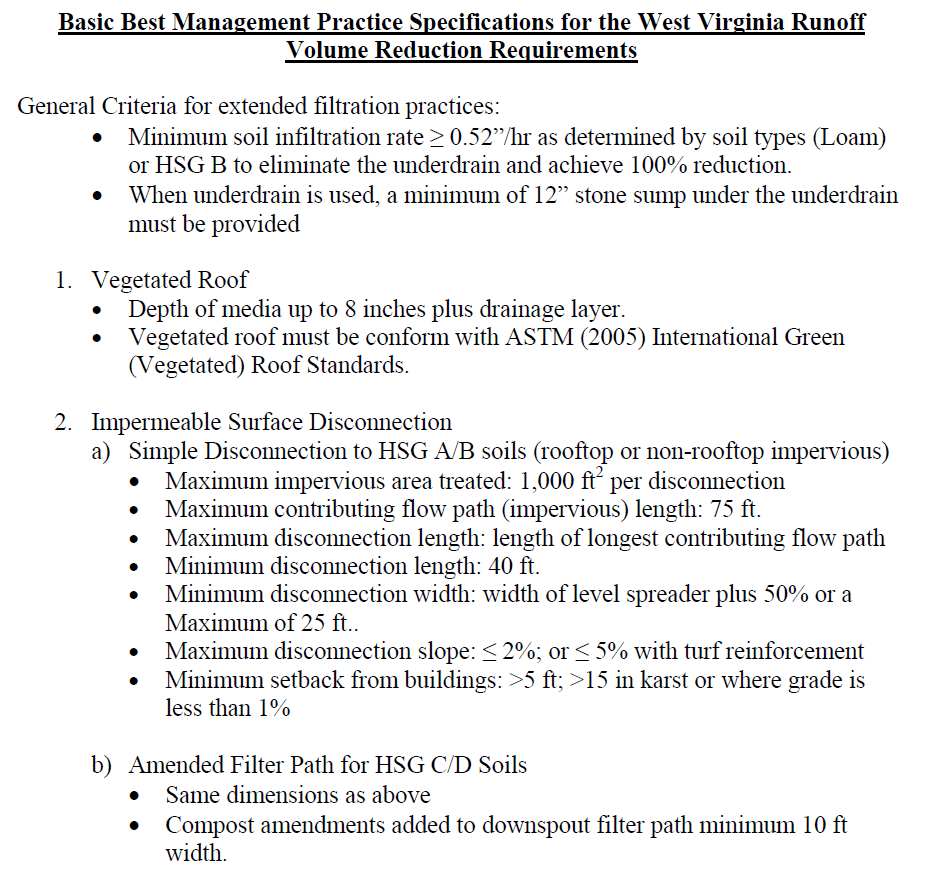 Basic Best Management Practice Specifications for the West Virginia Runoff
Volume Reduction Requirements
General Criteria for extended filtration practices:
• Minimum soil infiltration rate ≥ 0.52”/hr as determined by soil types (Loam)
or HSG B to eliminate the underdrain and achieve 100% reduction.
• When underdrain is used, a minimum of 12” stone sump under the underdrain
must be provided
1. Vegetated Roof
• Depth of media up to 8 inches plus drainage layer.
• Vegetated roof must be conform with ASTM (2005) International Green
(Vegetated) Roof Standards.
2. Impermeable Surface Disconnection
a) Simple Disconnection to HSG A/B soils (rooftop or non-rooftop impervious)
• Maximum impervious area treated: 1,000 ft² per disconnection
• Maximum contributing flow path (impervious) length: 75 ft.
• Maximum disconnection length: length of longest contributing flow path
• Minimum disconnection length: 40 ft.
• Minimum disconnection width: width of level spreader plus 50% or a
Maximum of 25 ft..
• Maximum disconnection slope: ≤ 2%; or ≤ 5% with turf reinforcement
• Minimum setback from buildings: >5 ft; >15 in karst or where grade is
less than 1%
b) Amended Filter Path for HSG C/D Soils
• Same dimensions as above
• Compost amendments added to downspout filter path minimum 10 ft
width.